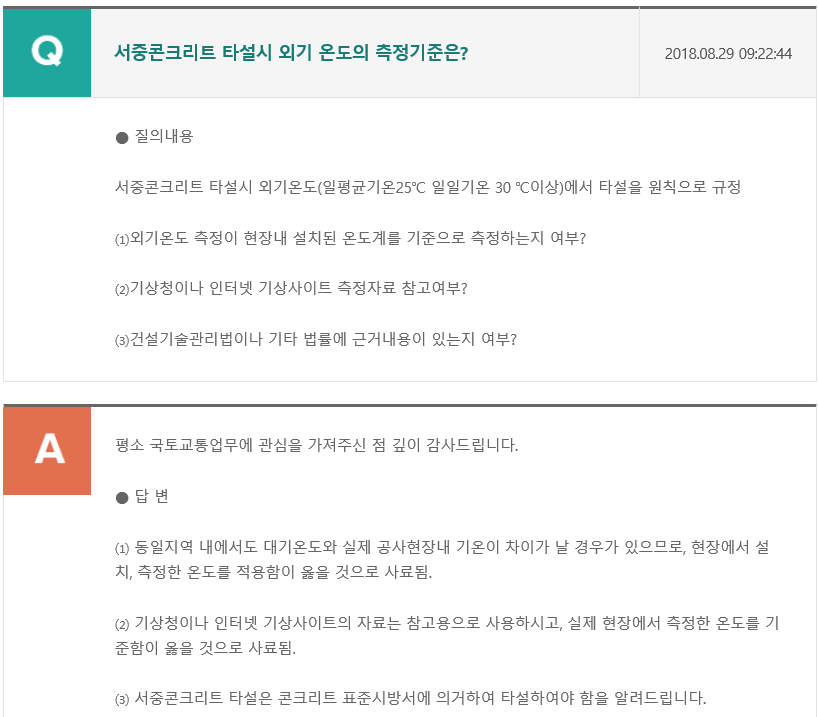 Q
서중콘크리트 타설시 외기 온도의 측정기준은?
2018.08.29 09:22:44
● 질의내용
서중콘크리트 타설시 외기온도(일평균기온25℃ 일일기온 30 ℃이상)에서 타설을 원칙으로 규정
⑴외기온도 측정이 현장내 설치된 온도계를 기준으로 측정하는지 여부?
⑵기상청이나 인터넷 기상사이트 측정자료 참고여부?
⑶건설기술관리법이나 기타 법률에 근거내용이 있는지 여부?
A
평소 국토교통업무에 관심을 가져주신 점 깊이 감사드립니다.
● 답 변
⑴ 동일지역 내에서도 대기온도와 실제 공사현장내 기온이 차이가 날 경우가 있으므로, 현장에서 설
치, 측정한 온도를 적용함이 옳을 것으로 사료됨.
⑵ 기상청이나 인터넷 기상사이트의 자료는 참고용으로 사용하시고, 실제 현장에서 측정한 온도를 기
준함이 옳을 것으로 사료됨.
⑶ 서중콘크리트 타설은 콘크리트 표준시방서에 의거하여 타설하여야 함을 알려드립니다.